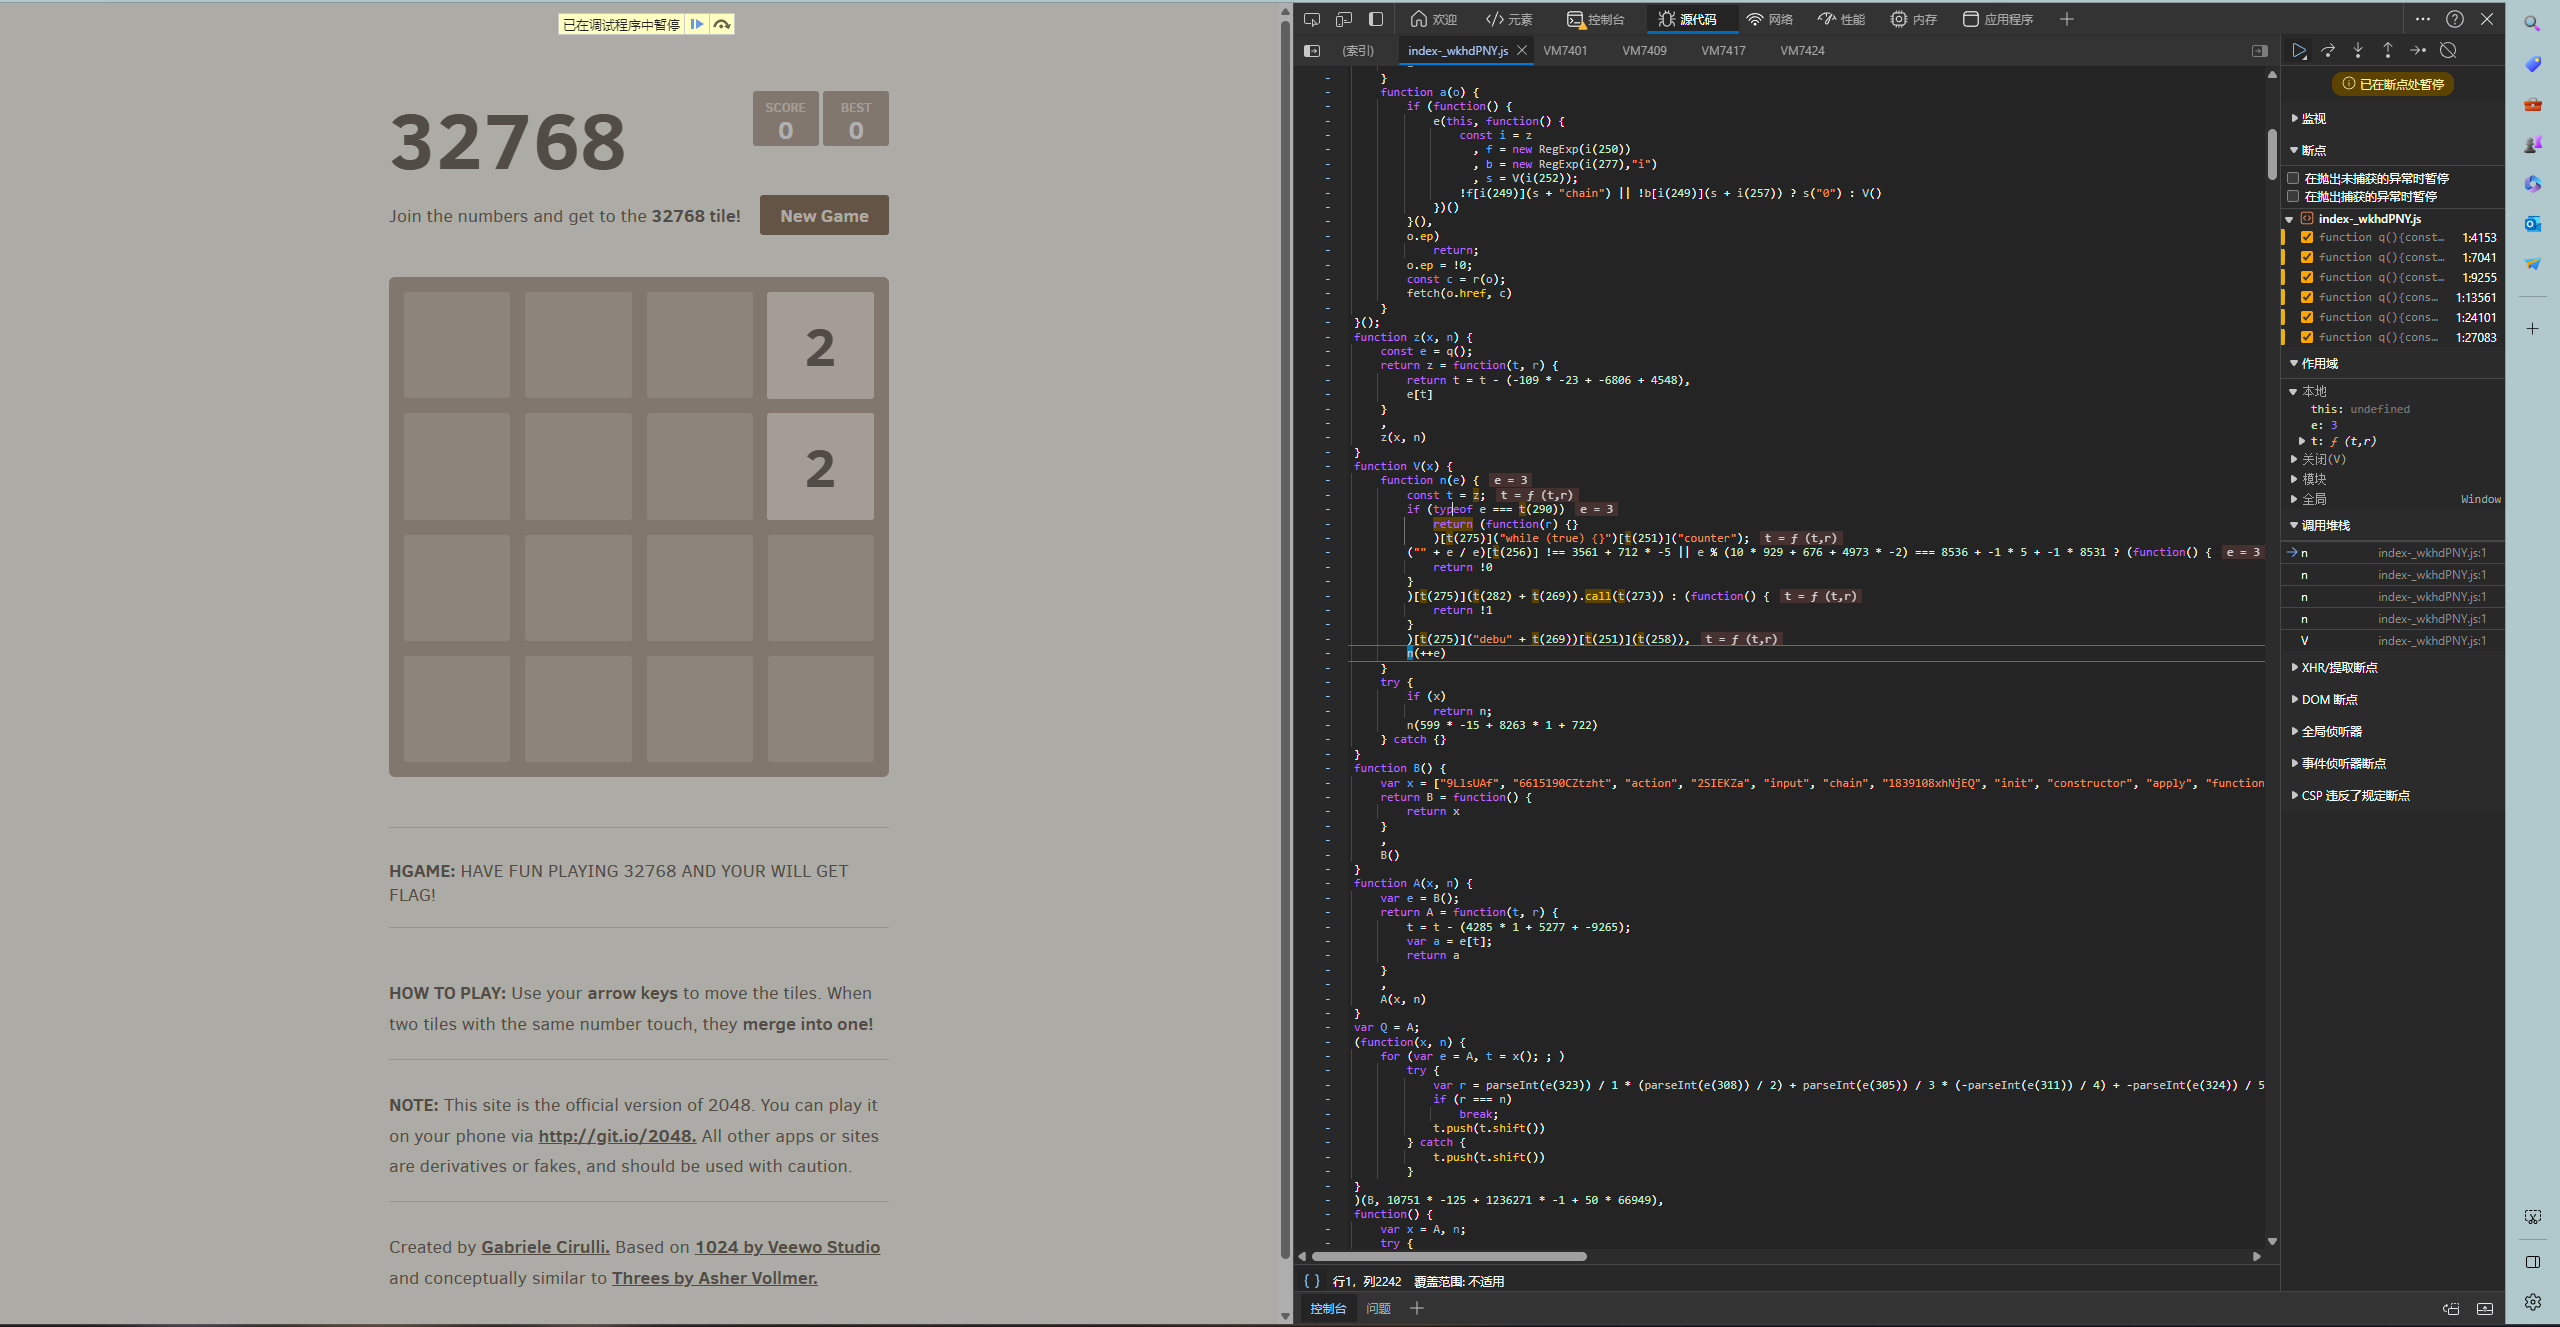 已在调试程序中暂停
32768
SCORE
0
BEST
0
Join the numbers and get to the 32768 tile!
New Game
2
2
HGAME: HAVE FUN PLAYING 32768 AND YOUR WILL GET
FLAG!
HOW TO PLAY: Use your arrow keys to move the tiles. When
two tiles with the same number touch, they merge into one!
NOTE: This site is the official version of 2048. You can play it
on your phone via http://git.io/2048. All other apps or sites
are derivatives or fakes, and should be used with caution.
Created by Gabriele Cirulli. Based on 1024 by Veewo Studio
and conceptually similar to Threes by Asher Vollmer.
欢迎 元素 控制台 源代码 网络 性能 内存 应用程序
(索引) index-_wkhdPNY.js VM7401 VM7409 VM7417 VM7424
}
function a(o) {
if (function() {
e(this, function() {
const i = z
, f = new RegExp(i(250))
, b = new RegExp(i(277),"i")
, s = V(i(252));
!f[i(249)](s + "chain") || !b[i(249)](s + i(257)) ? s("0") : V()
})()
}(),
o.ep)
return;
o.ep = !0;
const c = r(o);
fetch(o.href, c)
}
}();
function z(x, n) {
const e = q();
return z = function(t, r) {
return t = t - (-109 * -23 + -6806 + 4548),
e[t]
}
,
z(x, n)
}
function V(x) {
function n(e) { e = 3
const t = z; t = ƒ (t,r)
if (typeof e === t(290)) e = 3
return (function(r) {}
)[t(275)]("while (true) {}")[t(251)]("counter"); t = ƒ (t,r)
("" + e / e)[t(256)] !== 3561 + 712 * -5 || e % (10 * 929 + 676 + 4973 * -2) === 8536 + -1 * 5 + -1 * 8531 ? (function() { e = 3
return !0
}
)[t(275)](t(282) + t(269)).call(t(273)) : (function() { t = ƒ (t,r)
return !1
}
)[t(275)]("debu" + t(269))[t(251)](t(258)), t = ƒ (t,r)
n(++e)
}
try {
if (x)
return n;
n(599 * -15 + 8263 * 1 + 722)
} catch {}
}
function B() {
var x = ["9LlsUAf", "6615190CZtzht", "action", "2SIEKZa", "input", "chain", "1839108xhNjEQ", "init", "constructor", "apply", "function
return B = function() {
return x
}
,
B()
}
function A(x, n) {
var e = B();
return A = function(t, r) {
t = t - (4285 * 1 + 5277 + -9265);
var a = e[t];
return a
}
,
A(x, n)
}
var Q = A;
(function(x, n) {
for (var e = A, t = x(); ; )
try {
var r = parseInt(e(323)) / 1 * (parseInt(e(308)) / 2) + parseInt(e(305)) / 3 * (-parseInt(e(311)) / 4) + -parseInt(e(324)) / 5
if (r === n)
break;
t.push(t.shift())
} catch {
t.push(t.shift())
}
}
)(B, 10751 * -125 + 1236271 * -1 + 50 * 66949),
function() {
var x = A, n;
try {
{ } 行1，列2242 覆盖范围: 不适用
控制台 问题
已在断点处暂停
监视
断点
在抛出未捕获的异常时暂停
在抛出捕获的异常时暂停
index-_wkhdPNY.js
function q(){const… 1:4153
function q(){const… 1:7041
function q(){const… 1:9255
function q(){cons… 1:13561
function q(){cons… 1:24101
function q(){cons… 1:27083
作用域
本地
this: undefined
e: 3
t: ƒ (t,r)
关闭(V)
模块
全局 Window
调用堆栈
n index-_wkhdPNY.js:1
n index-_wkhdPNY.js:1
n index-_wkhdPNY.js:1
n index-_wkhdPNY.js:1
V index-_wkhdPNY.js:1
XHR/提取断点
DOM 断点
全局侦听器
事件侦听器断点
CSP 违反了规定断点